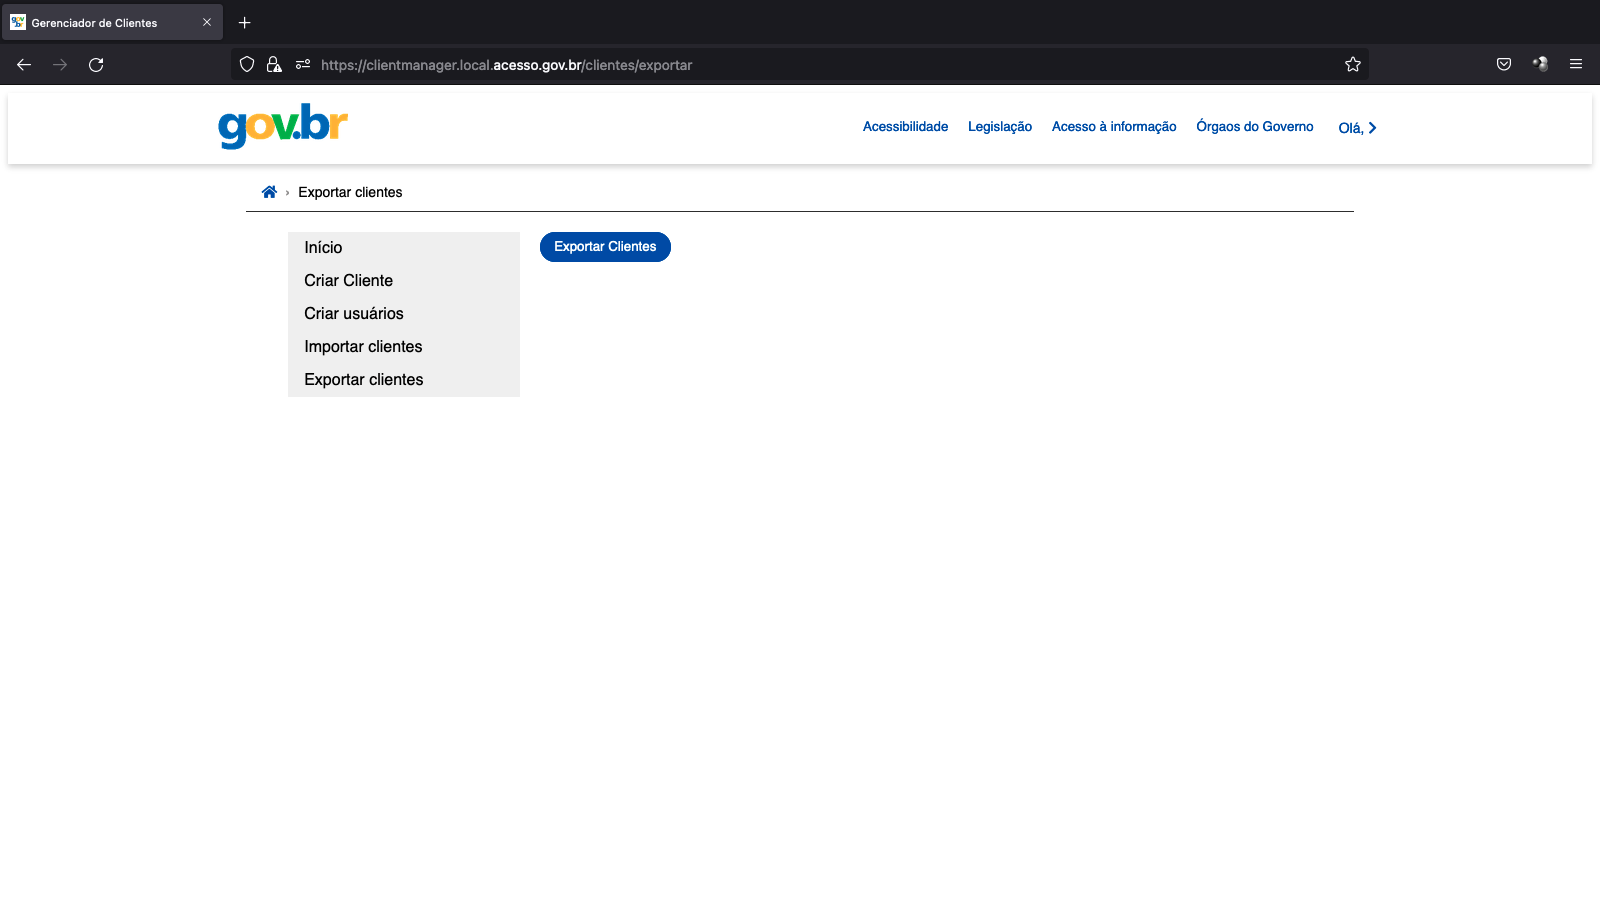 Gerenciador de Clientes
https://clientmanager.local.acesso.gov.br/clientes/exportar
gov.br
Acessibilidade Legislação Acesso à informação Órgaos do Governo Olá,
Exportar clientes
Início
Criar Cliente
Criar usuários
Importar clientes
Exportar clientes
Exportar Clientes